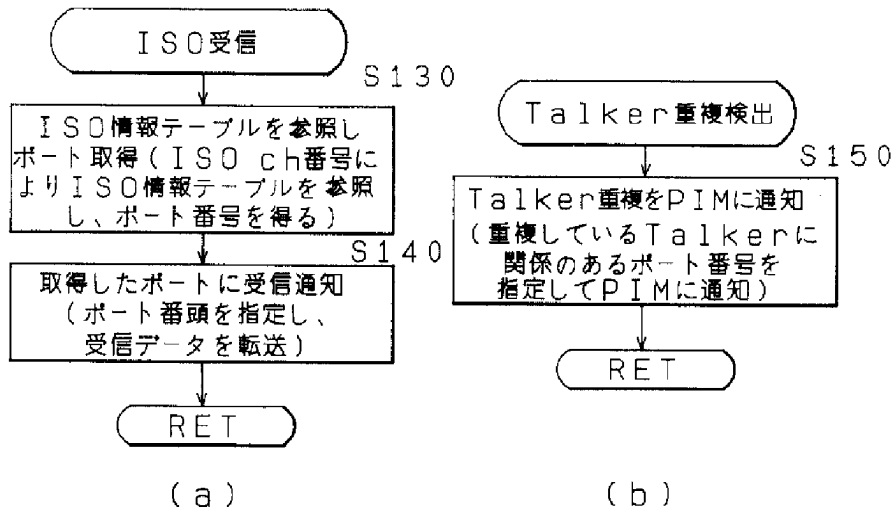 ISO受信
S130
ISO情報テーブルを参照し
ポート取得(ISO ch番号に
よりISO情報テーブルを参照
し、ポート番号を得る)
S140
取得したポートに受信通知
(ポート番頭を指定し、
受信データを転送)
RET
(a)
Talker重複検出
S150
Talker重複をPIMに通知
(重複しているTalkerに
関係のあるポート番号を
指定してPIMに通知)
RET
(b)